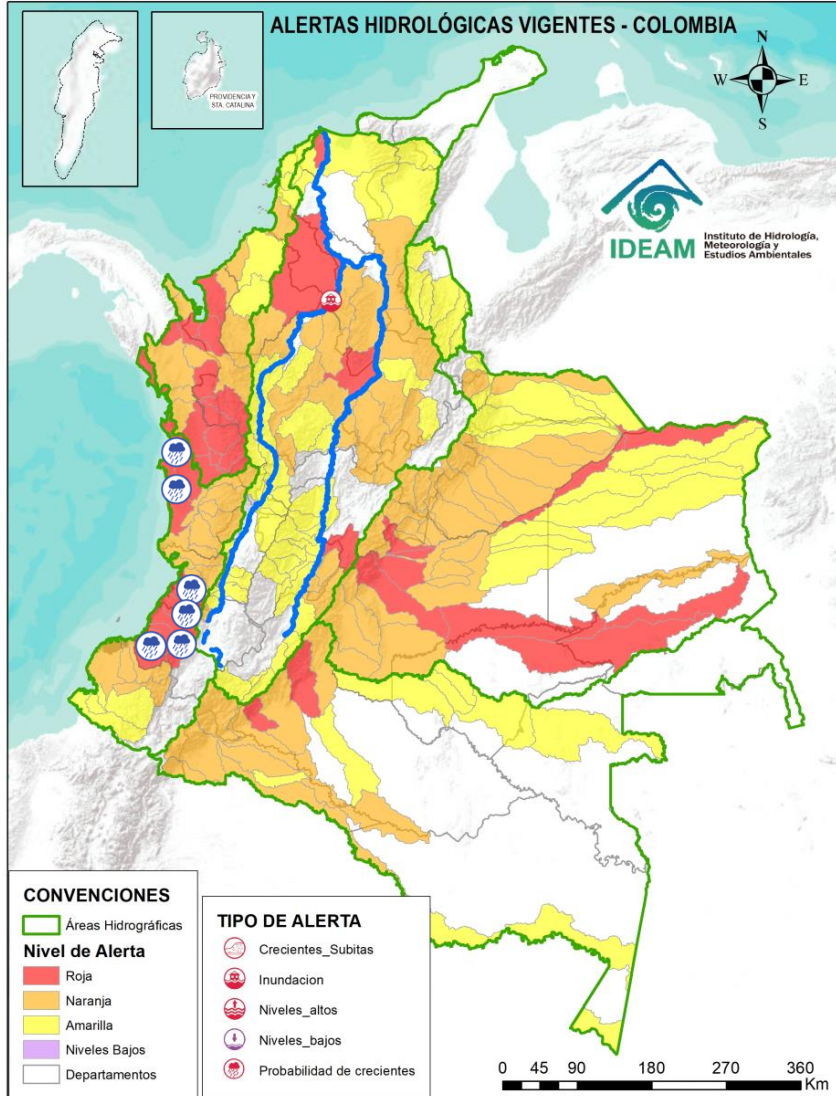 ALERTAS HIDROLÓGICAS VIGENTES - COLOMBIA
PROVIDENCIA Y
STA. CATALINA
N
W
E
S
IDEAM
Instituto de Hidrología,
Meteorología y
Estudios Ambientales
CONVENCIONES
Áreas Hidrográficas
Nivel de Alerta
Roja
Naranja
Amarilla
Niveles Bajos
Departamentos
TIPO DE ALERTA
Crecientes_Subitas
Inundacion
Niveles_altos
Niveles_bajos
Probabilidad de crecientes
0 45 90 180 270 360
Km